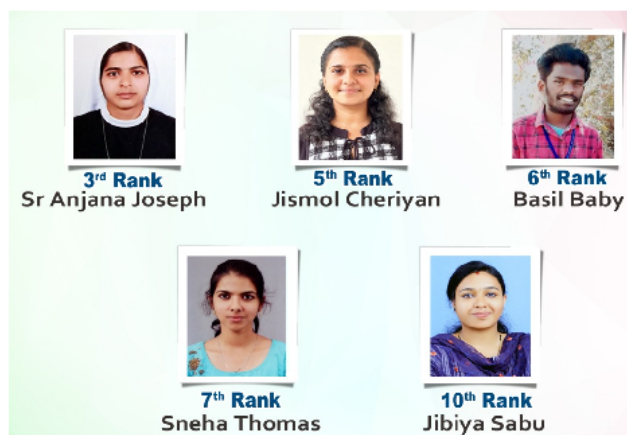 3rd Rank
Sr Anjana Joseph
5th Rank
Jismol Cheriyan
6th Rank
Basil Baby
7th Rank
Sneha Thomas
10th Rank
Jibiya Sabu